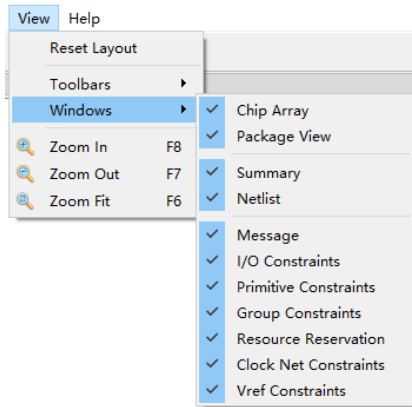 View Help
Reset Layout
Toolbars
Windows
Zoom In F8
Zoom Out F7
Zoom Fit F6
Chip Array
Package View
Summary
Netlist
Message
I/O Constraints
Primitive Constraints
Group Constraints
Resource Reservation
Clock Net Constraints
Vref Constraints